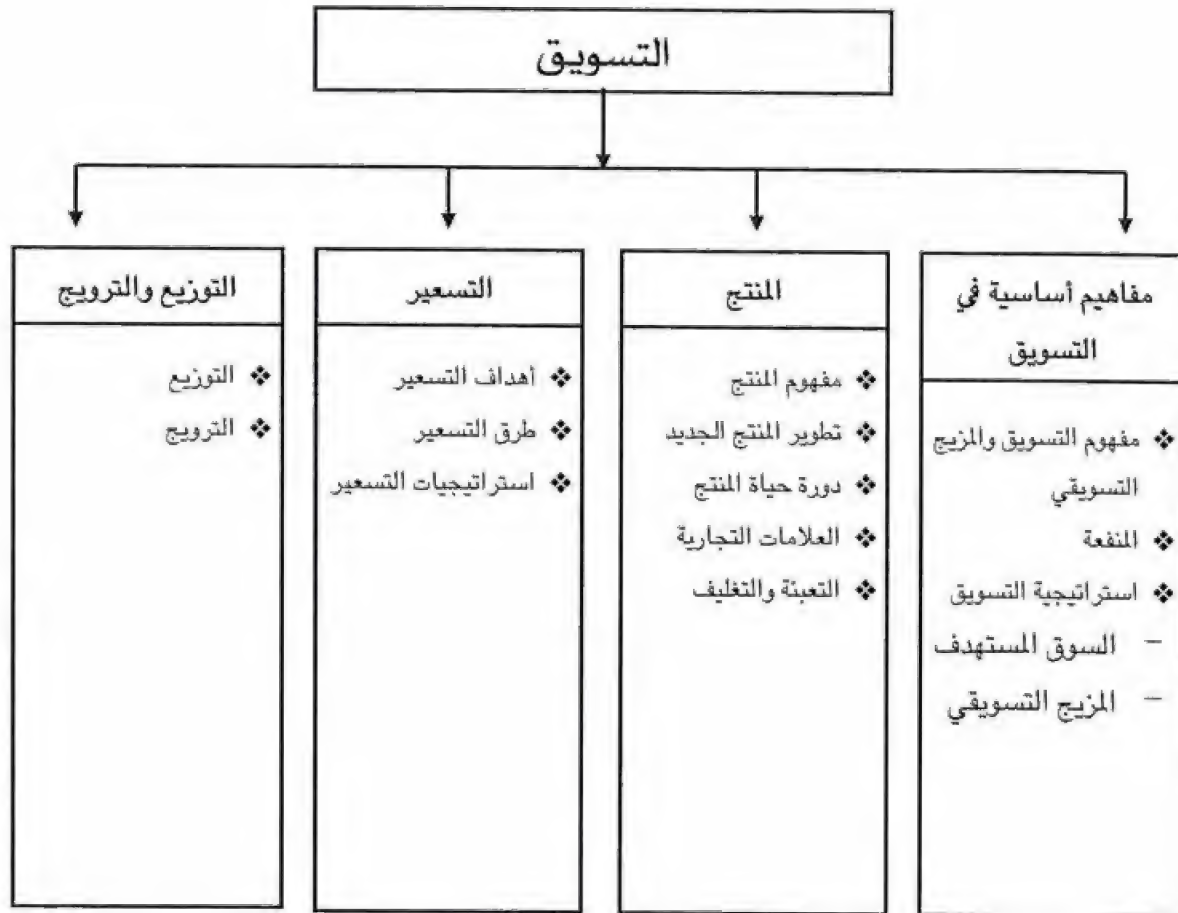 التسويق
مفاهيم أساسية في
التسويق
❖ مفهوم التسويق والمزيج
التسويقي
❖ المنفعة
❖ استراتيجية التسويق
– السوق المستهدف
– المزيج التسويقي
المنتج
❖ مفهوم المنتج
❖ تطوير المنتج الجديد
❖ دورة حياة المنتج
❖ العلامات التجارية
❖ التعبئة والتغليف
التسعير
❖ أهداف التسعير
❖ طرق التسعير
❖ استراتيجيات التسعير
التوزيع والترويج
❖ التوزيع
❖ الترويج